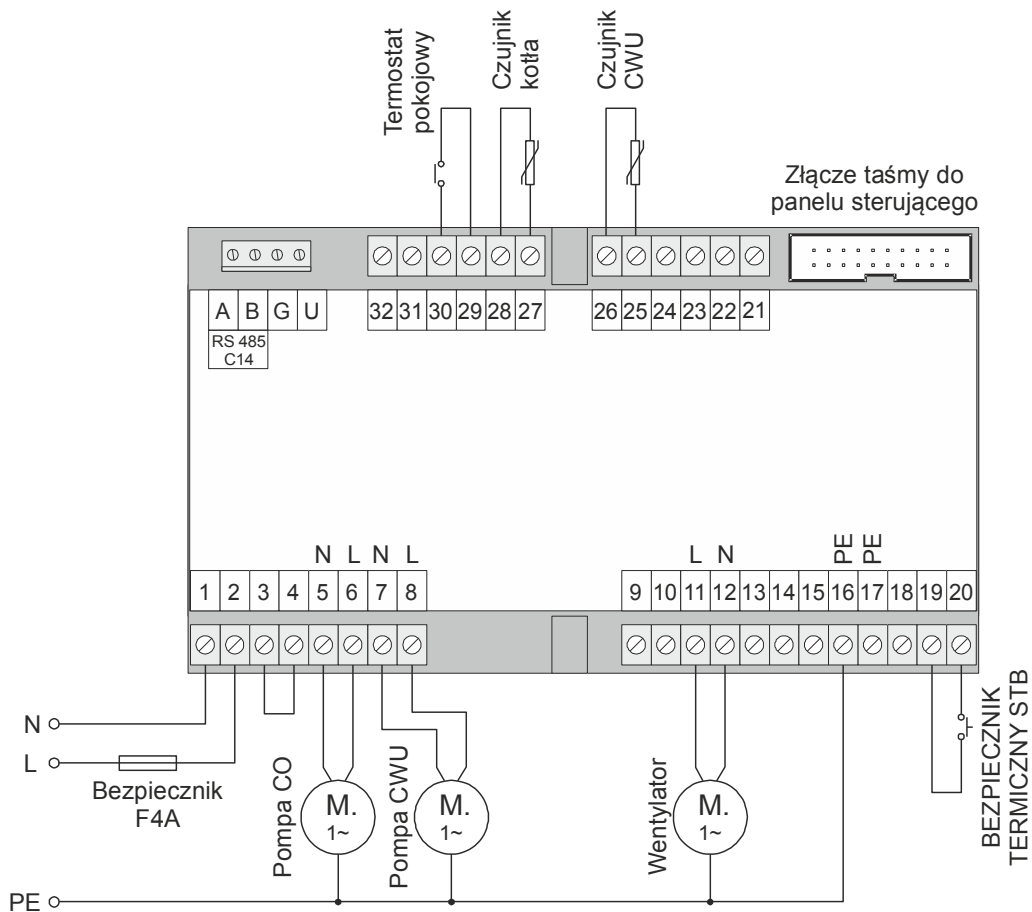 Termostat
pokojowy
Czujnik
kotła
Czujnik
CWU
Złącze taśmy do
panelu sterującego
A B G U
RS 485
C14
32 31 30 29 28 27
26 25 24 23 22 21
N L N L
L N
PE PE
1 2 3 4 5 6 7 8
9 10 11 12 13 14 15 16 17 18 19 20
N
L
Bezpiecznik
F4A
Pompa CO
M.
1~
Pompa CWU
M.
1~
Wentylator
M.
1~
BEZPIECZNIK
TERMICZNY STB
PE